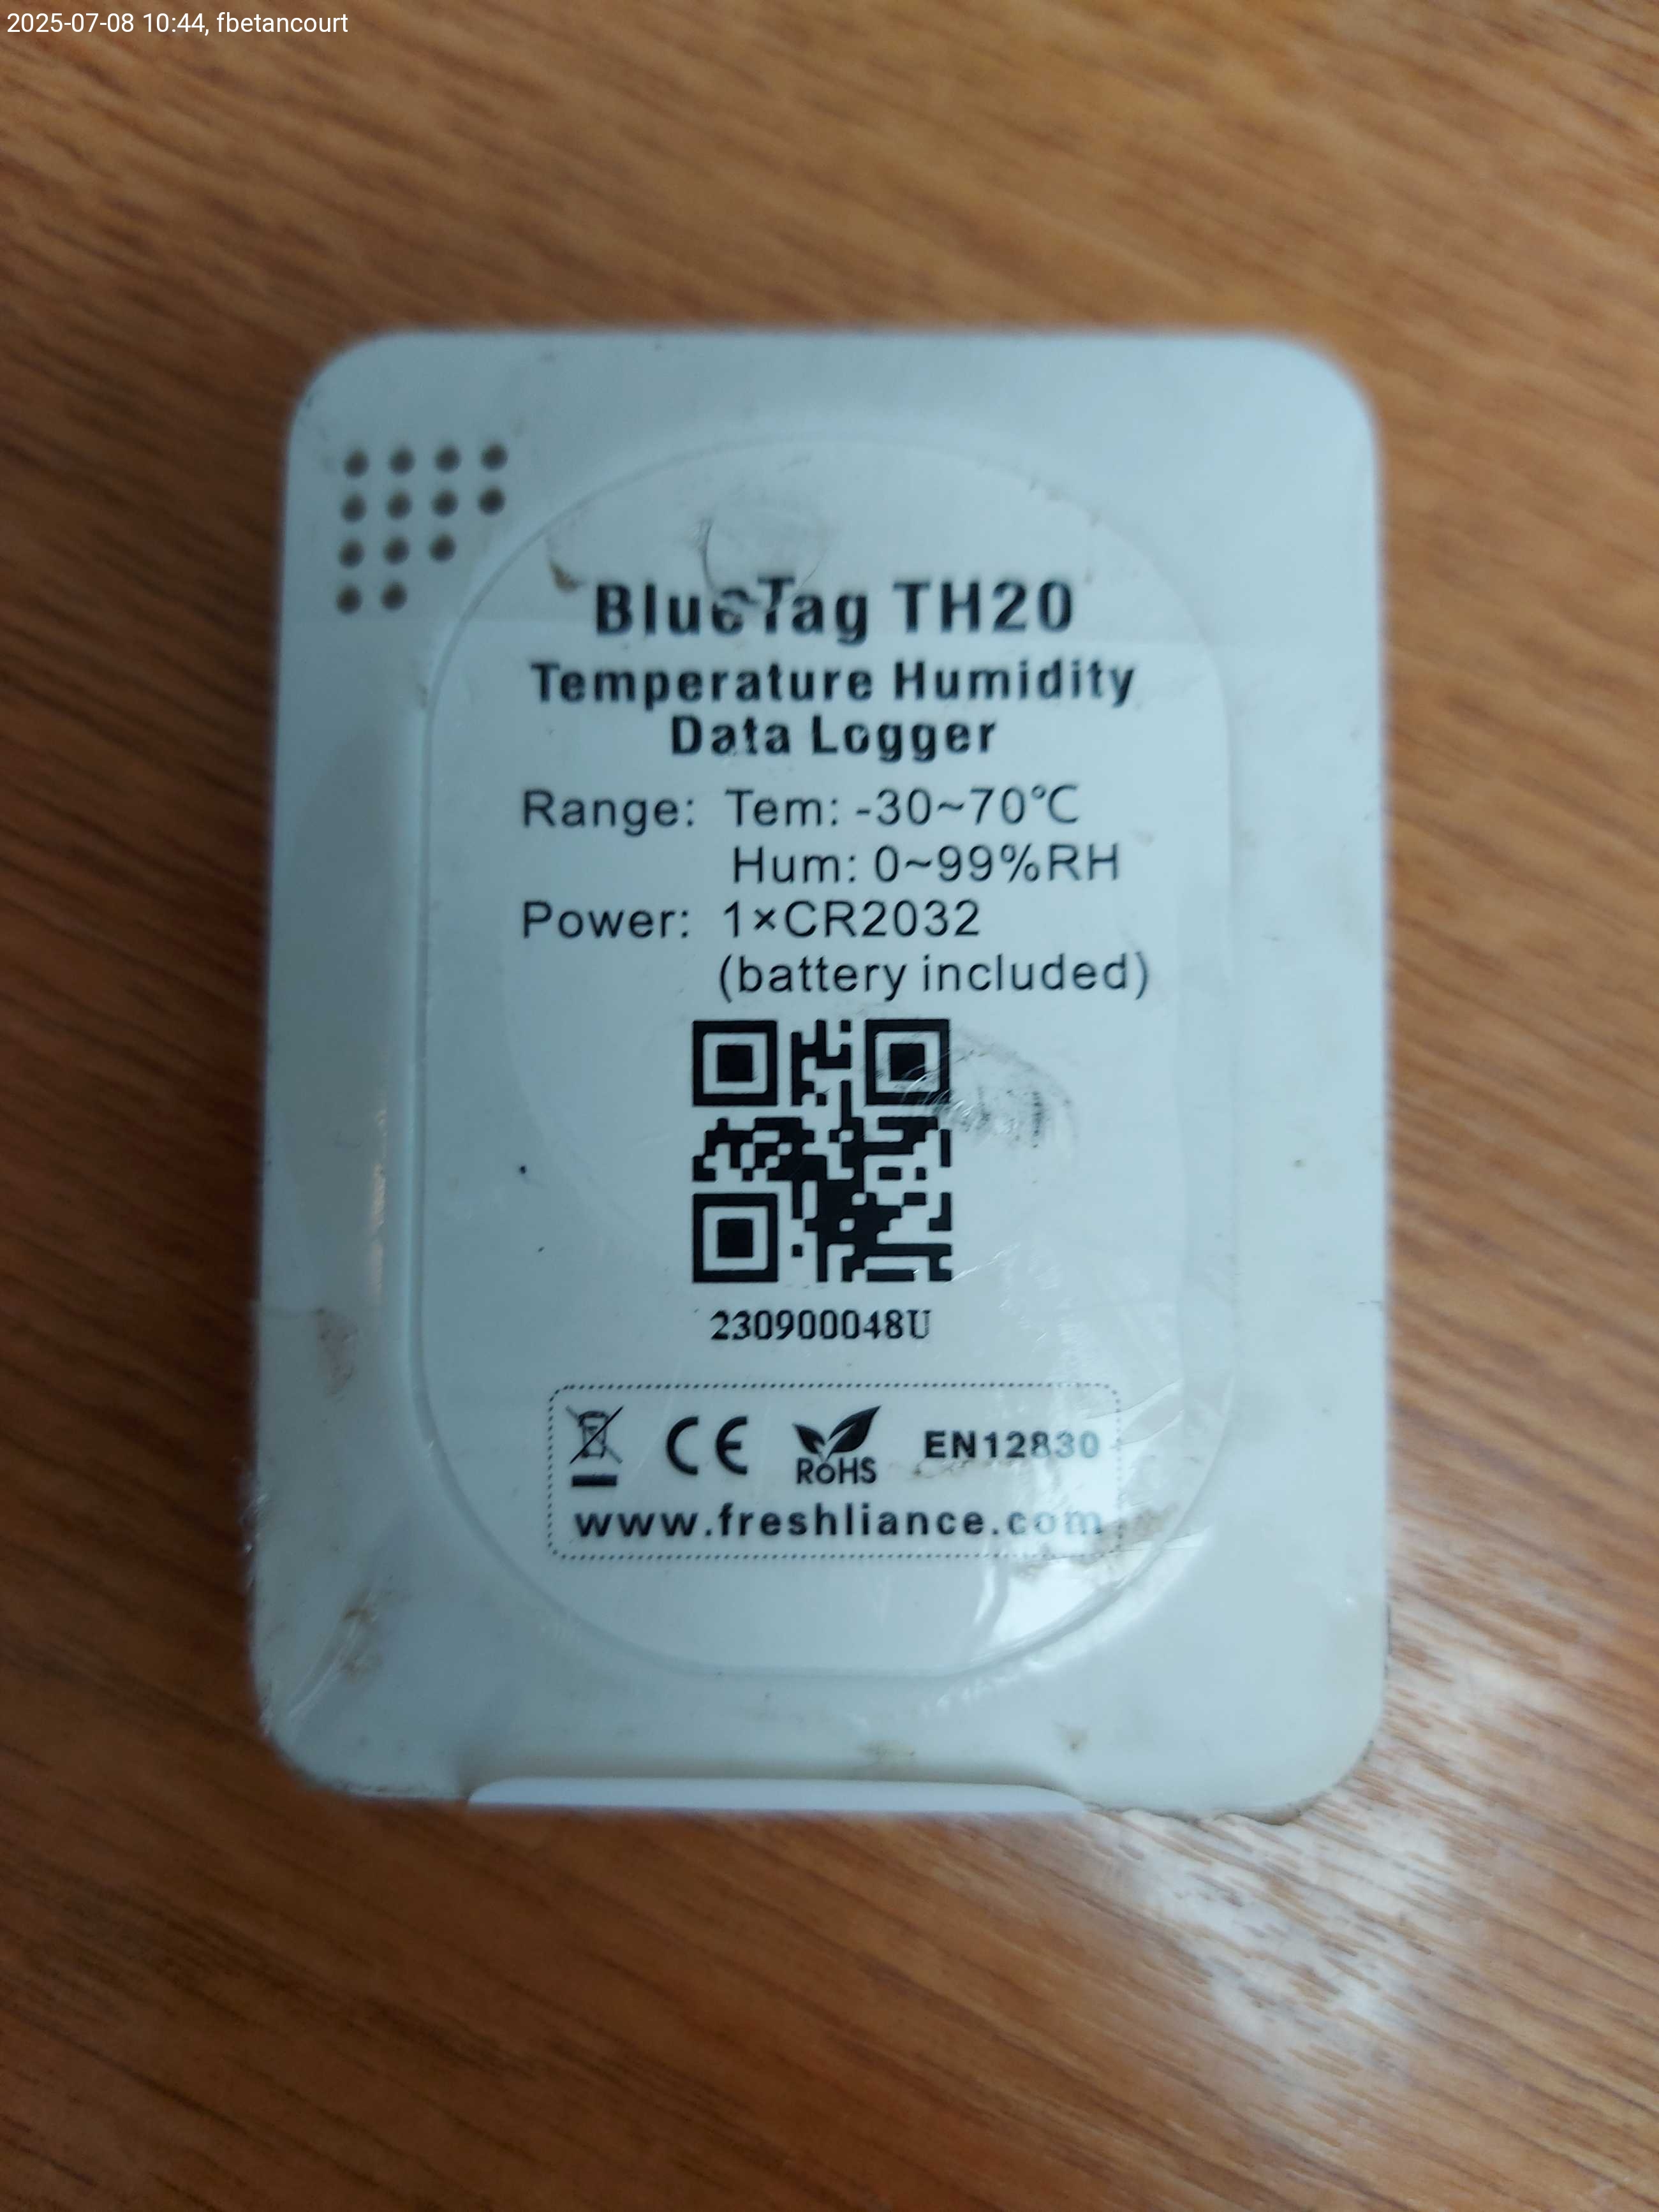 2025-07-08 10:44, fbetancourt
BlueTag TH20
Temperature Humidity
Data Logger
Range: Tem: -30~70℃
Hum: 0~99%RH
Power: 1×CR2032
(battery included)
230900048U
CE RoHS EN12830
www.freshliance.com